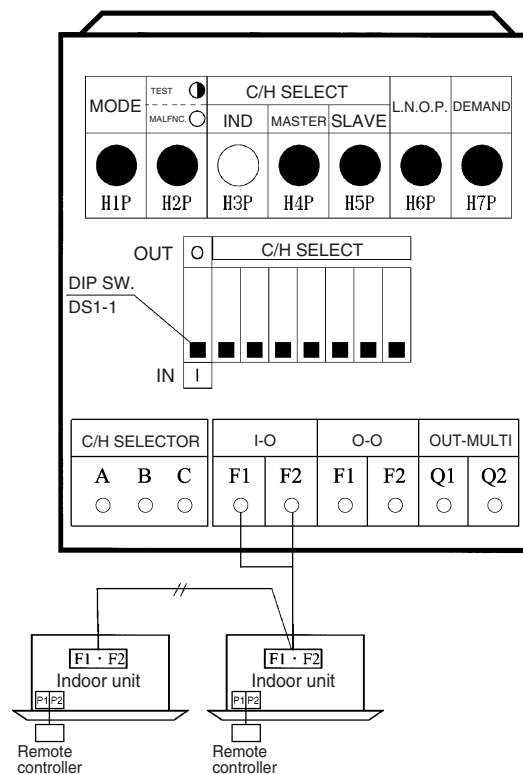 MODE TEST C/H SELECT L.N.O.P. DEMAND
MALFNC. IND MASTER SLAVE
H1P H2P H3P H4P H5P H6P H7P
OUT O C/H SELECT
DIP SW.
DS1-1
IN I
C/H SELECTOR I-O O-O OUT-MULTI
A B C F1 F2 F1 F2 Q1 Q2
F1 · F2 F1 · F2
Indoor unit Indoor unit
P1 P2 P1 P2
Remote controller Remote controller